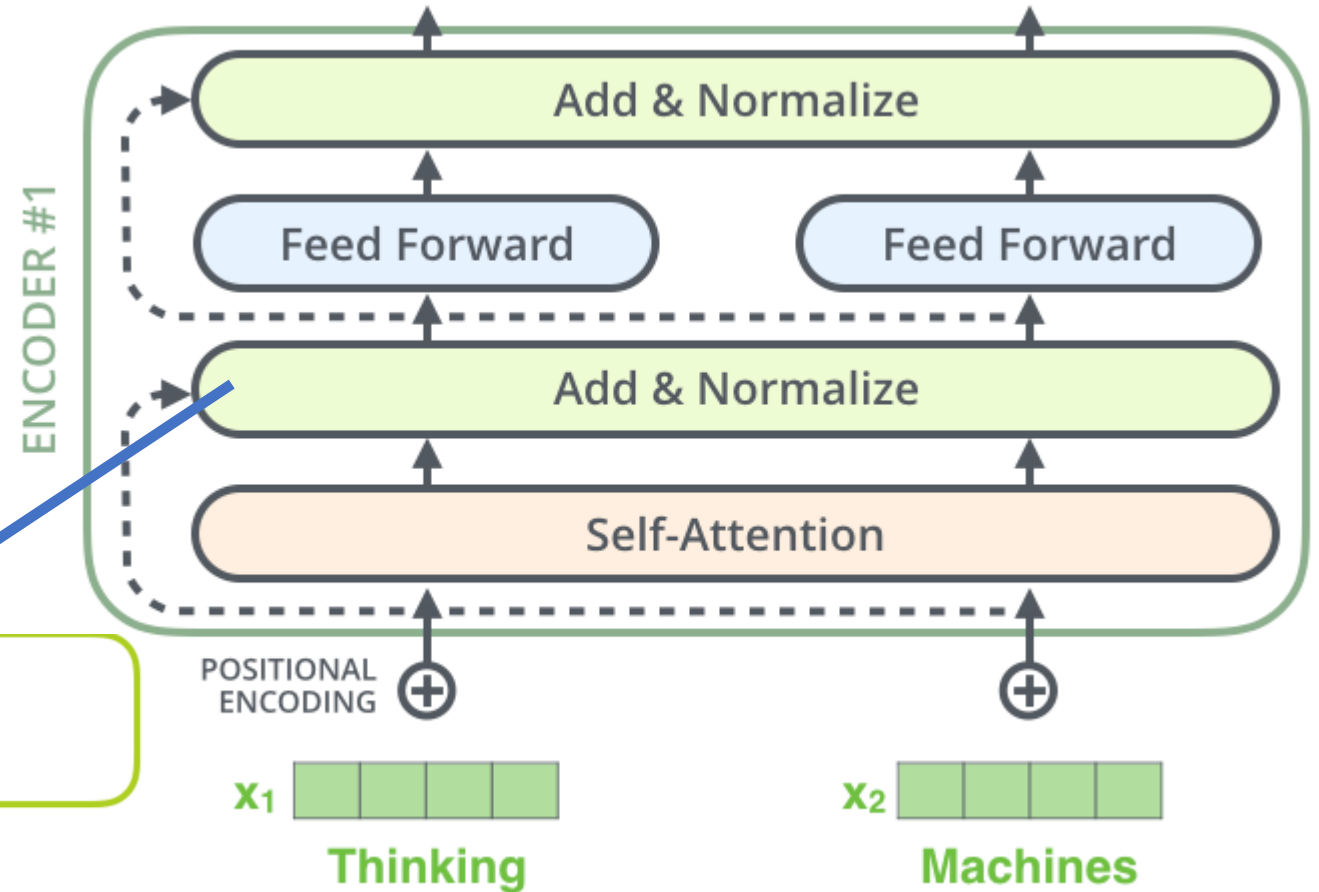 Add & Normalize
Feed Forward Feed Forward
ENCODER #1
Add & Normalize
Self-Attention
POSITIONAL
ENCODING
x₁ x₂
Thinking Machines